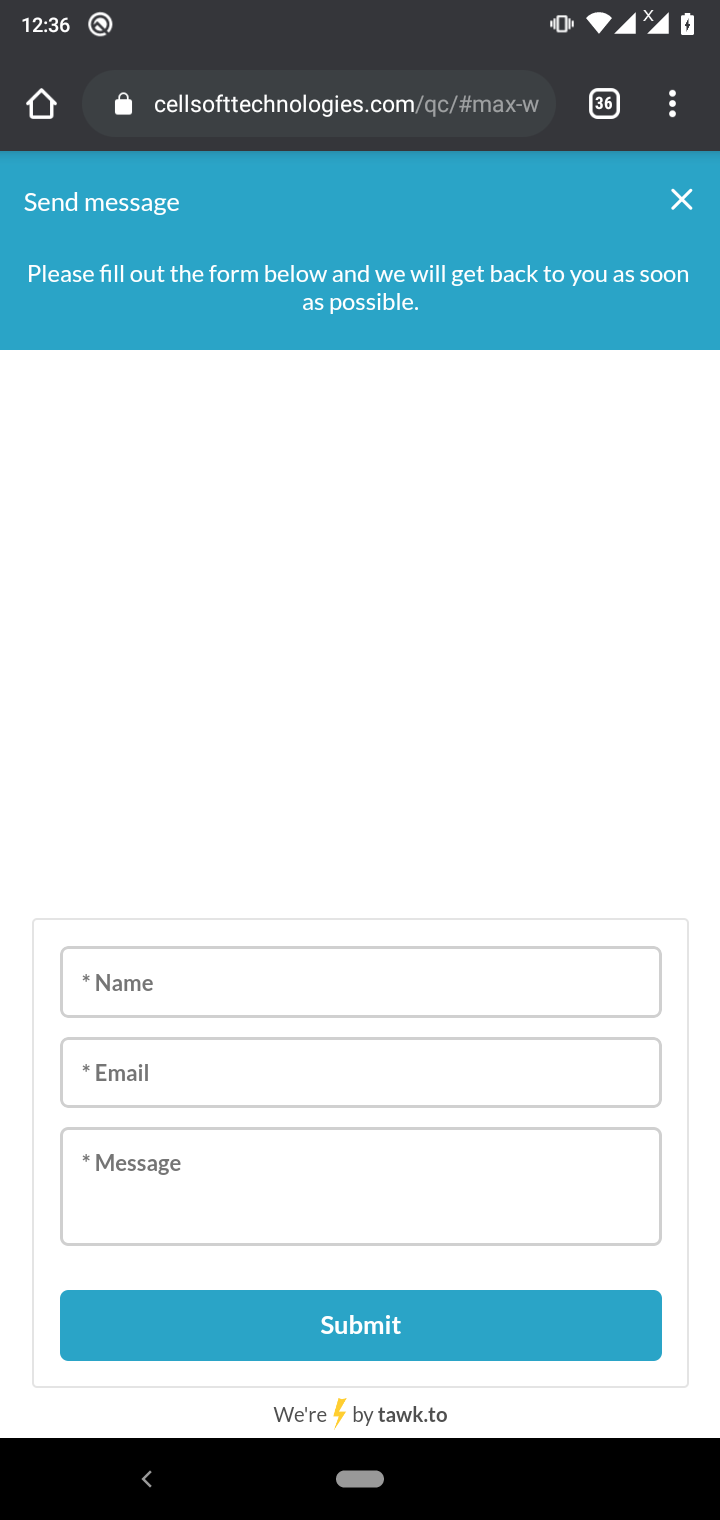 12:36
X
cellsofttechnologies.com/qc/#max-w
36
Send message
Please fill out the form below and we will get back to you as soon
as possible.
* Name
* Email
* Message
Submit
We're by tawk.to